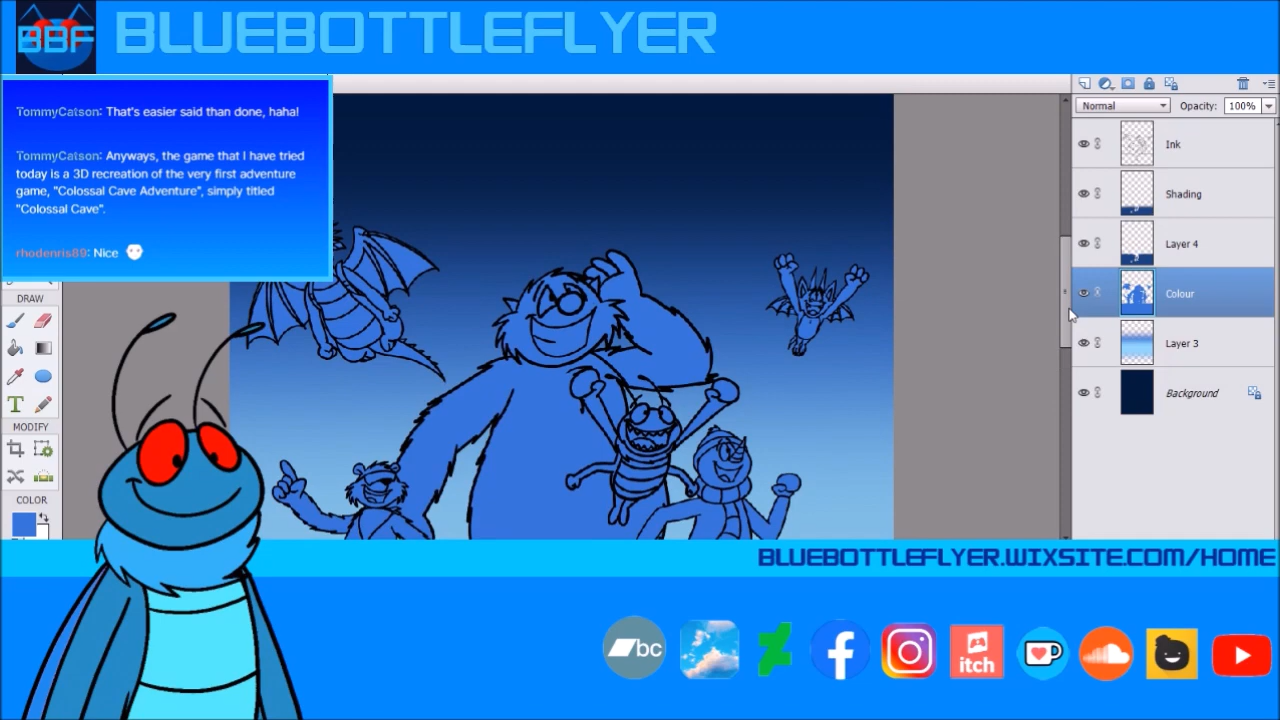 BBF
BLUEBOTTLEFLYER
TommyCatson: That's easier said than done, haha!
TommyCatson: Anyways, the game that I have tried
today is a 3D recreation of the very first adventure
game, "Colossal Cave Adventure", simply titled
"Colossal Cave".
rhodenris89: Nice
DRAW
T
MODIFY
COLOR
Normal
Opacity: 100%
Ink
Shading
Layer 4
Colour
Layer 3
Background
BLUEBOTTLEFLYER.WIXSITE.COM/HOME
bc
itch